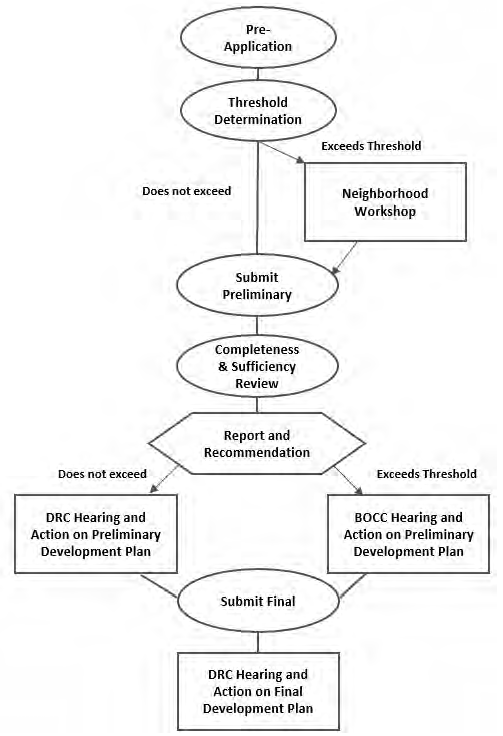 Pre-
Application
Threshold
Determination
Exceeds Threshold
Does not exceed
Neighborhood
Workshop
Submit
Preliminary
Completeness
& Sufficiency
Review
Report and
Recommendation
Does not exceed
Exceeds Threshold
DRC Hearing and
Action on Preliminary
Development Plan
BOCC Hearing and
Action on Preliminary
Development Plan
Submit Final
DRC Hearing and
Action on Final
Development Plan